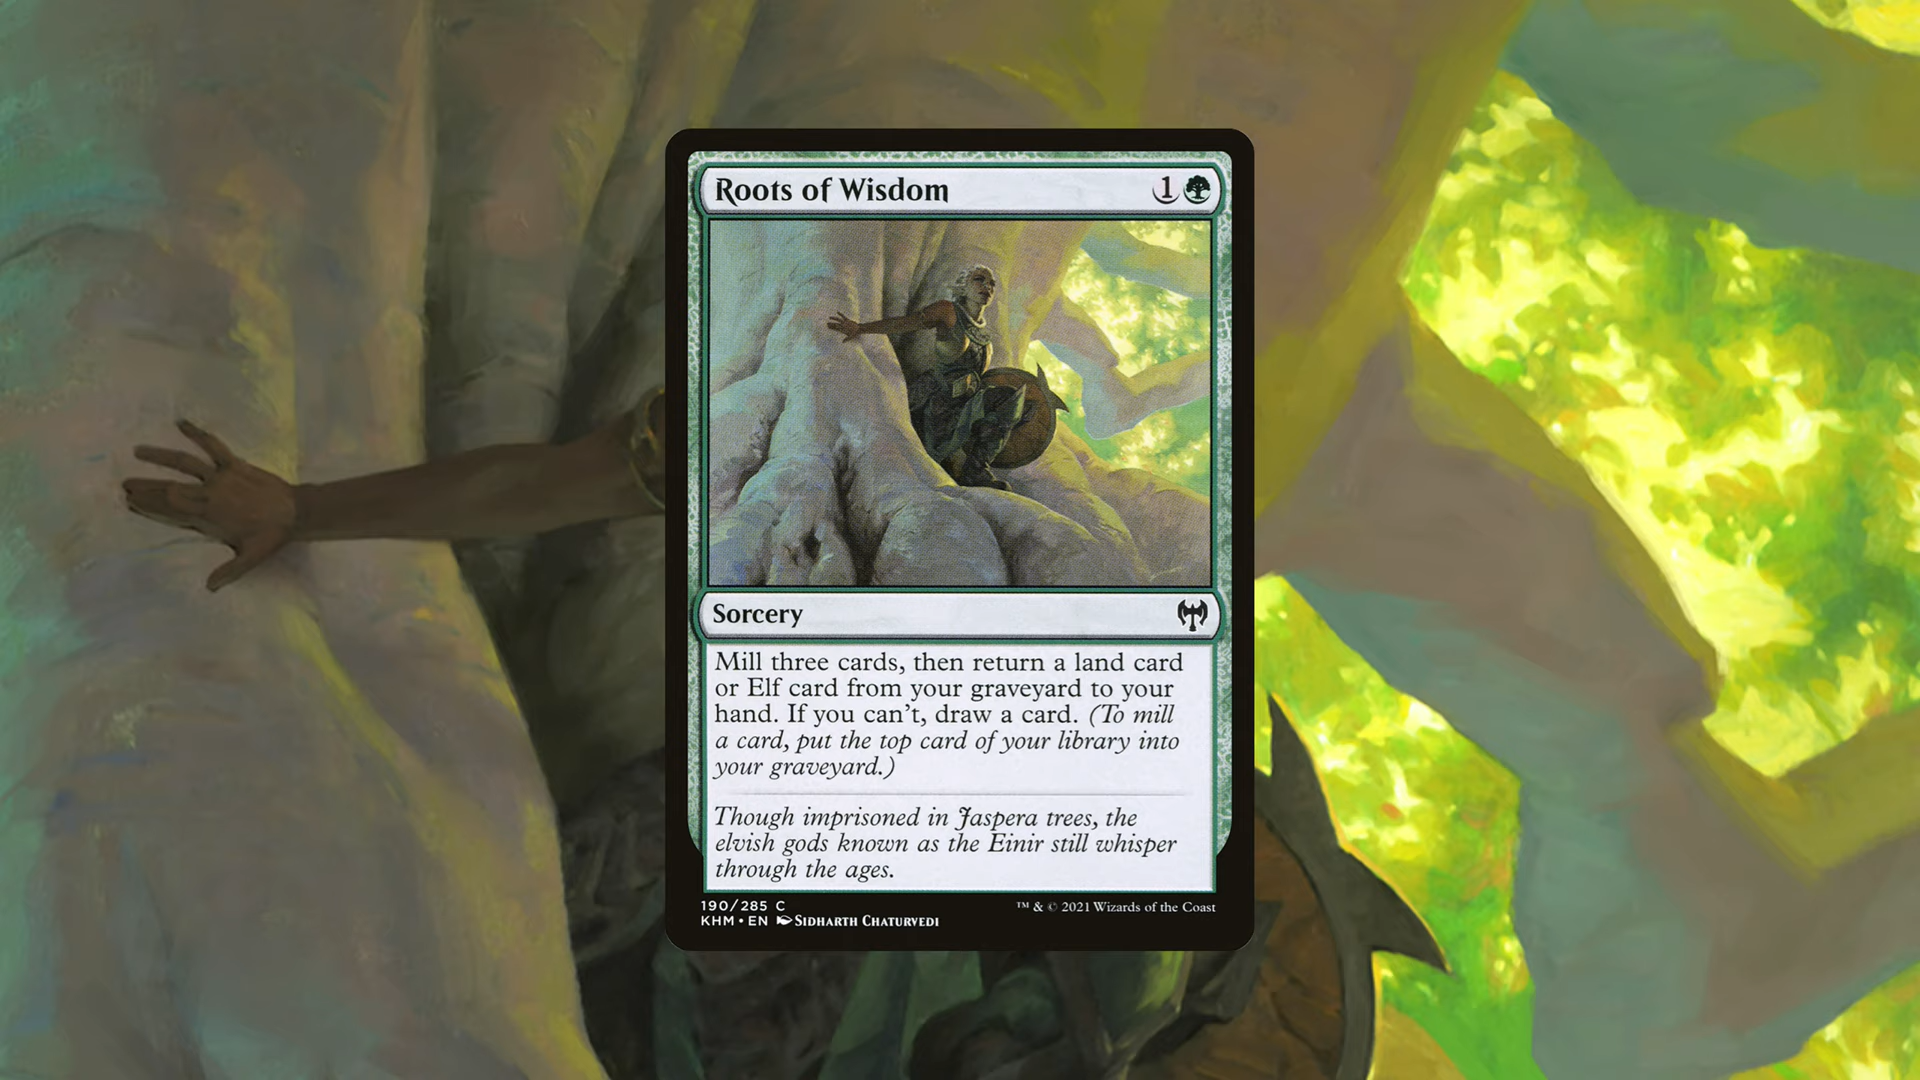 Roots of Wisdom 1
Sorcery
Mill three cards, then return a land card
or Elf card from your graveyard to your
hand. If you can't, draw a card. (To mill
a card, put the top card of your library into
your graveyard.)
Though imprisoned in Jaspera trees, the
elvish gods known as the Einir still whisper
through the ages.
190/285 C
KHM • EN Sidharth Chaturvedi
™ & © 2021 Wizards of the Coast